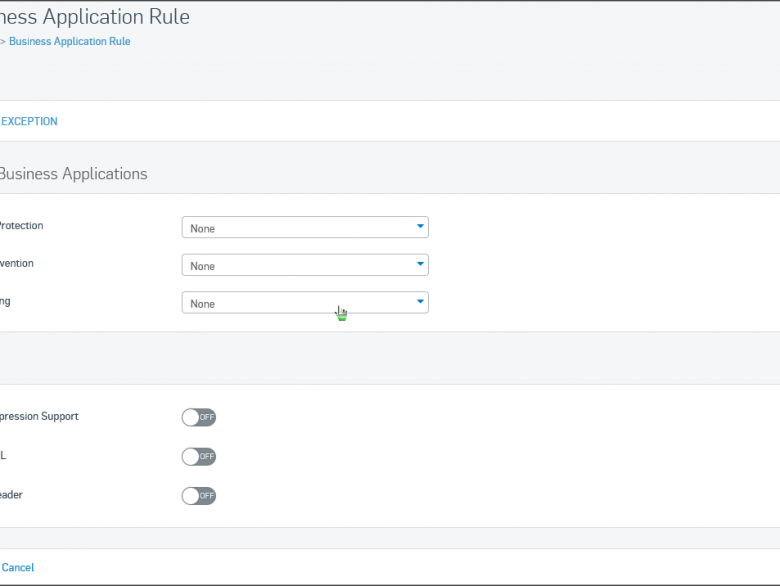 ness Application Rule
> Business Application Rule
EXCEPTION
Business Applications
Protection
None
vention
None
ng
None
pression Support
OFF
L
OFF
eader
OFF
Cancel